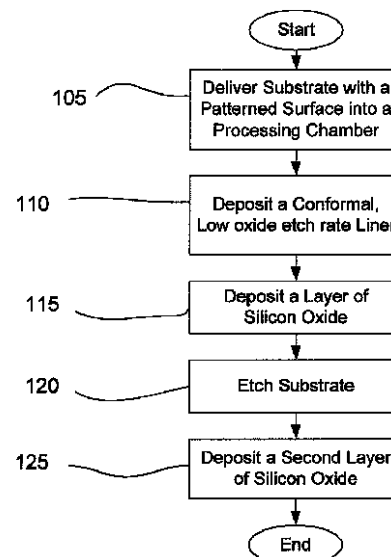 Start
105
Deliver Substrate with a
Patterned Surface into a
Processing Chamber
110
Deposit a Conformal,
Low oxide etch rate Liner
115
Deposit a Layer of
Silicon Oxide
120
Etch Substrate
125
Deposit a Second Layer
of Silicon Oxide
End